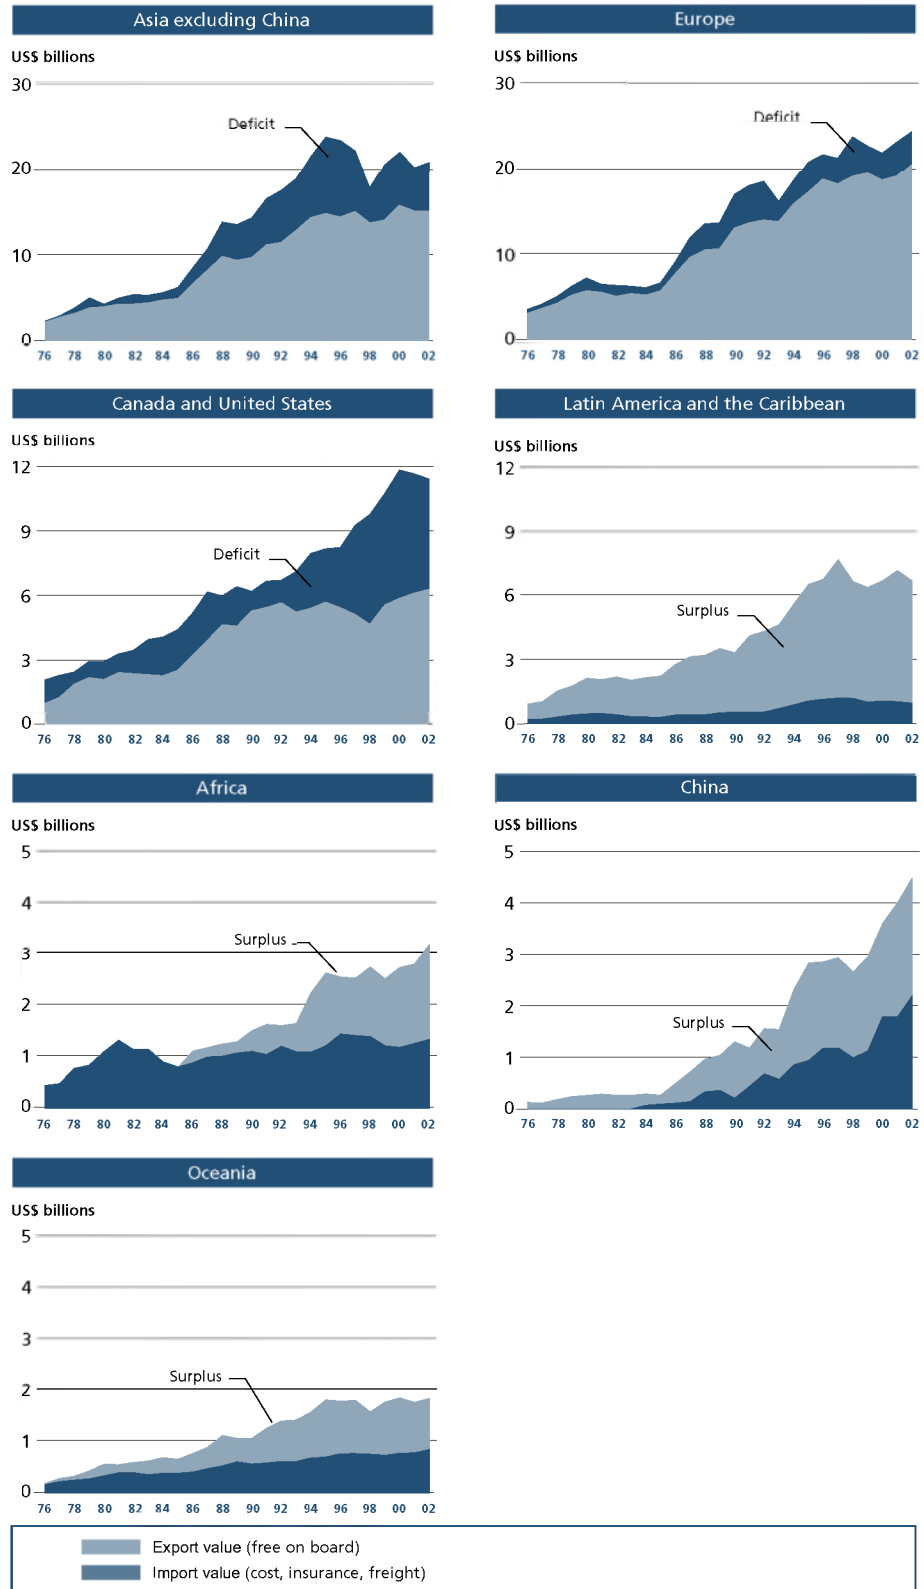 Asia excluding China
US$ billions
30
Deficit
20
10
0
76 78 80 82 84 86 88 90 92 94 96 98 00 02
Europe
US$ billions
30
Deficit
20
10
0
76 78 80 82 84 86 88 90 92 94 96 98 00 02
Canada and United States
US$ billions
12
9
Deficit
6
3
0
76 78 80 82 84 86 88 90 92 94 96 98 00 02
Latin America and the Caribbean
US$ billions
12
9
6
Surplus
3
0
76 78 80 82 84 86 88 90 92 94 96 98 00 02
Africa
US$ billions
5
4
Surplus
3
2
1
0
76 78 80 82 84 86 88 90 92 94 96 98 00 02
China
US$ billions
5
4
3
2
Surplus
1
0
76 78 80 82 84 86 88 90 92 94 96 98 00 02
Oceania
US$ billions
5
4
3
2
Surplus
1
0
76 78 80 82 84 86 88 90 92 94 96 98 00 02
Export value (free on board)
Import value (cost, insurance, freight)